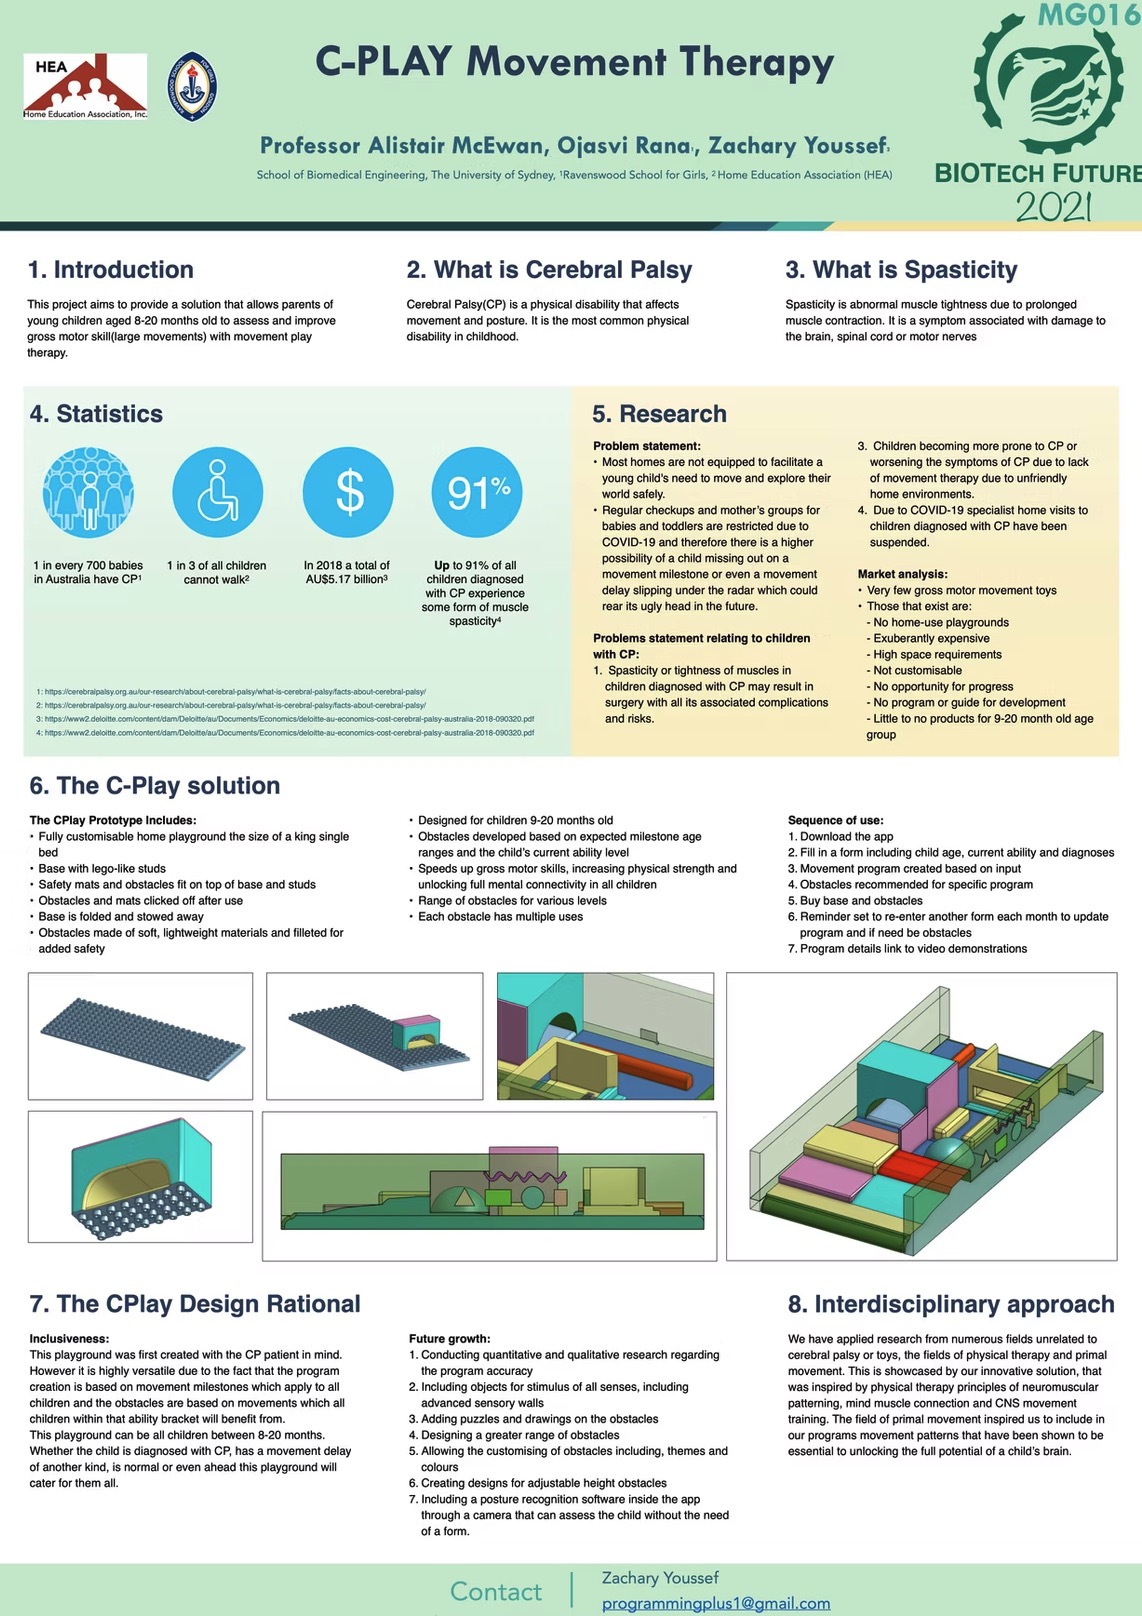 MG016
HEA
Home Education Association, Inc.
C-PLAY Movement Therapy
Professor Alistair McEwan, Ojasvi Rana, Zachary Youssef
School of Biomedical Engineering, The University of Sydney, ¹Ravenswood School for Girls, ² Home Education Association (HEA)
BIOTECH FUTURE
2021
1. Introduction
This project aims to provide a solution that allows parents of
young children aged 8-20 months old to assess and improve
gross motor skill(large movements) with movement play
therapy.
2. What is Cerebral Palsy
Cerebral Palsy(CP) is a physical disability that affects
movement and posture. It is the most common physical
disability in childhood.
3. What is Spasticity
Spasticity is abnormal muscle tightness due to prolonged
muscle contraction. It is a symptom associated with damage to
the brain, spinal cord or motor nerves
4. Statistics
$
91%
1 in every 700 babies
in Australia have CP¹
1 in 3 of all children
cannot walk²
In 2018 a total of
AU$5.17 billion³
Up to 91% of all
children diagnosed
with CP experience
some form of muscle
spasticity⁴
1: https://cerebralpalsy.org.au/our-research/about-cerebral-palsy/what-is-cerebral-palsy/facts-about-cerebral-palsy/
2: https://cerebralpalsy.org.au/our-research/about-cerebral-palsy/what-is-cerebral-palsy/facts-about-cerebral-palsy/
3: https://www2.deloitte.com/content/dam/Deloitte/au/Documents/Economics/deloitte-au-economics-cost-cerebral-palsy-australia-2018-090320.pdf
4: https://www2.deloitte.com/content/dam/Deloitte/au/Documents/Economics/deloitte-au-economics-cost-cerebral-palsy-australia-2018-090320.pdf
5. Research
Problem statement:
• Most homes are not equipped to facilitate a
young child's need to move and explore their
world safely.
• Regular checkups and mother's groups for
babies and toddlers are restricted due to
COVID-19 and therefore there is a higher
possibility of a child missing out on a
movement milestone or even a movement
delay slipping under the radar which could
rear its ugly head in the future.
Problems statement relating to children
with CP:
1. Spasticity or tightness of muscles in
children diagnosed with CP may result in
surgery with all its associated complications
and risks.
3. Children becoming more prone to CP or
worsening the symptoms of CP due to lack
of movement therapy due to unfriendly
home environments.
4. Due to COVID-19 specialist home visits to
children diagnosed with CP have been
suspended.
Market analysis:
• Very few gross motor movement toys
• Those that exist are:
- No home-use playgrounds
- Exuberantly expensive
- High space requirements
- Not customisable
- No opportunity for progress
- No program or guide for development
- Little to no products for 9-20 month old age
group
6. The C-Play solution
The CPlay Prototype Includes:
• Fully customisable home playground the size of a king single
bed
• Base with lego-like studs
• Safety mats and obstacles fit on top of base and studs
• Obstacles and mats clicked off after use
• Base is folded and stowed away
• Obstacles made of soft, lightweight materials and filleted for
added safety
• Designed for children 9-20 months old
• Obstacles developed based on expected milestone age
ranges and the child's current ability level
• Speeds up gross motor skills, increasing physical strength and
unlocking full mental connectivity in all children
• Range of obstacles for various levels
• Each obstacle has multiple uses
Sequence of use:
1. Download the app
2. Fill in a form including child age, current ability and diagnoses
3. Movement program created based on input
4. Obstacles recommended for specific program
5. Buy base and obstacles
6. Reminder set to re-enter another form each month to update
program and if need be obstacles
7. Program details link to video demonstrations
7. The CPlay Design Rational
Inclusiveness:
This playground was first created with the CP patient in mind.
However it is highly versatile due to the fact that the program
creation is based on movement milestones which apply to all
children and the obstacles are based on movements which all
children within that ability bracket will benefit from.
This playground can be all children between 8-20 months.
Whether the child is diagnosed with CP, has a movement delay
of another kind, is normal or even ahead this playground will
cater for them all.
Future growth:
1. Conducting quantitative and qualitative research regarding
the program accuracy
2. Including objects for stimulus of all senses, including
advanced sensory walls
3. Adding puzzles and drawings on the obstacles
4. Designing a greater range of obstacles
5. Allowing the customising of obstacles including, themes and
colours
6. Creating designs for adjustable height obstacles
7. Including a posture recognition software inside the app
through a camera that can assess the child without the need
of a form.
8. Interdisciplinary approach
We have applied research from numerous fields unrelated to
cerebral palsy or toys, the fields of physical therapy and primal
movement. This is showcased by our innovative solution, that
was inspired by physical therapy principles of neuromuscular
patterning, mind muscle connection and CNS movement
training. The field of primal movement inspired us to include in
our programs movement patterns that have been shown to be
essential to unlocking the full potential of a child's brain.
Contact
Zachary Youssef
programmingplus1@gmail.com